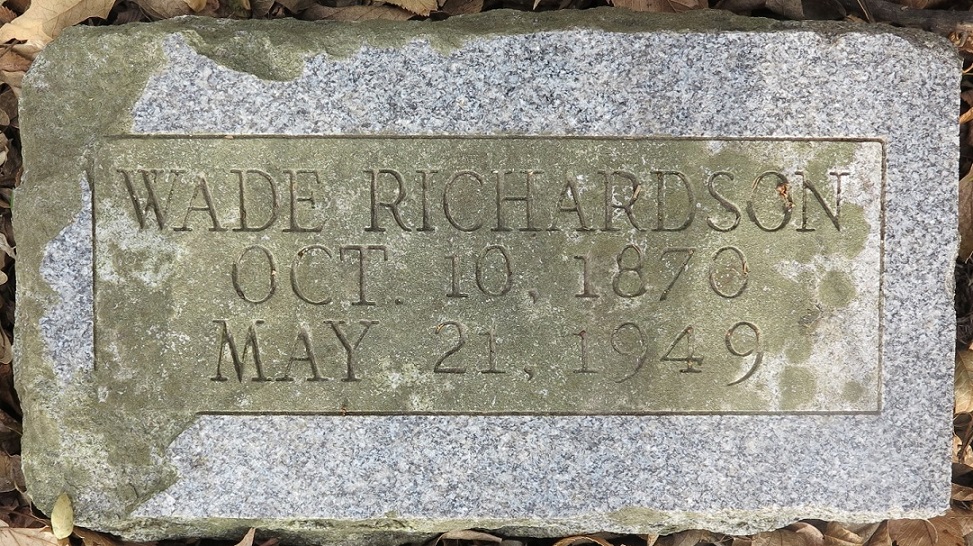 WADE RICHARDSON
OCT. 10, 1870
MAY 21, 1949